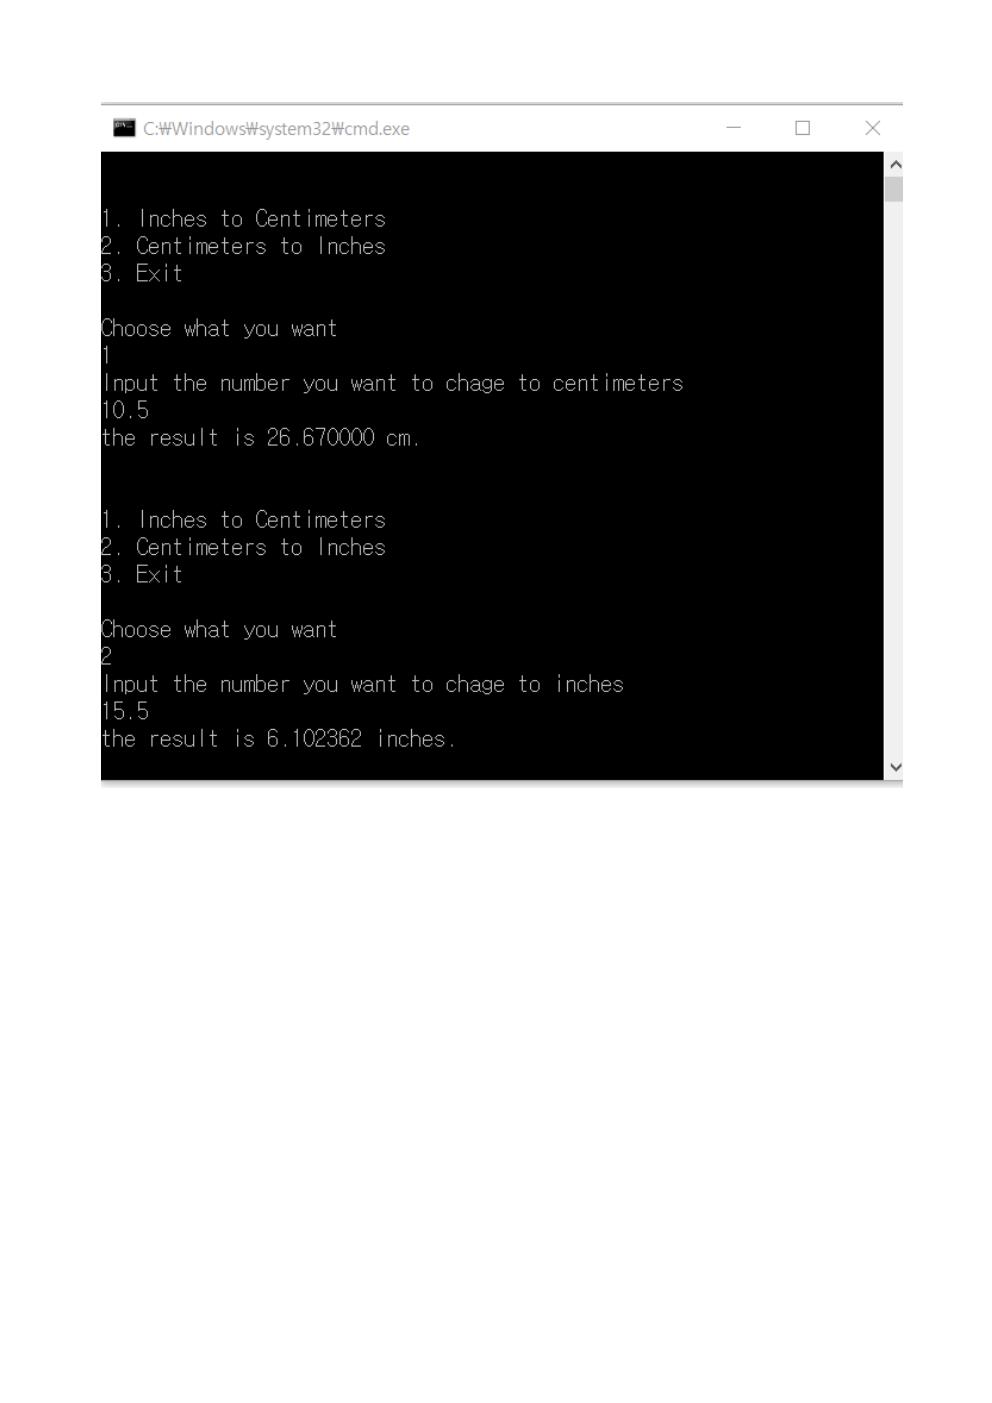 C:₩Windows₩system32₩cmd.exe
1. Inches to Centimeters
2. Centimeters to Inches
3. Exit
Choose what you want
1
Input the number you want to chage to centimeters
10.5
the result is 26.670000 cm.
1. Inches to Centimeters
2. Centimeters to Inches
3. Exit
Choose what you want
2
Input the number you want to chage to inches
15.5
the result is 6.102362 inches.